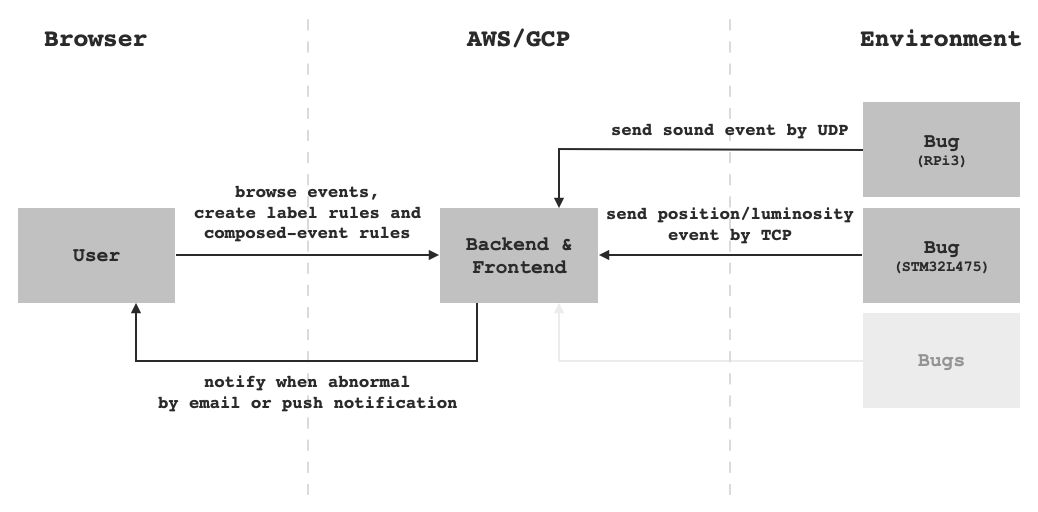 Browser
AWS/GCP
Environment
send sound event by UDP
Bug
(RPi3)
browse events,
create label rules and
composed-event rules
send position/luminosity
event by TCP
User
Backend &
Frontend
Bug
(STM32L475)
Bugs
notify when abnormal
by email or push notification